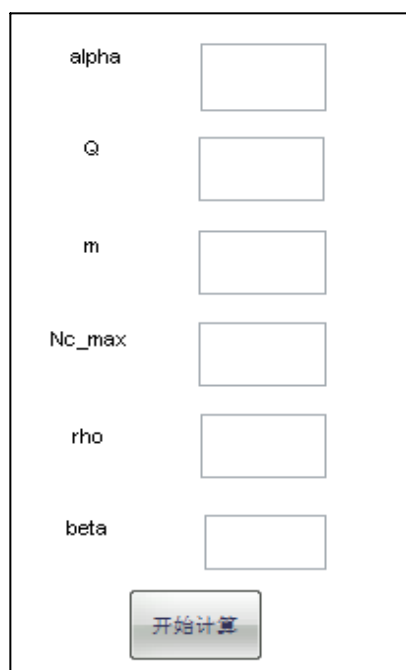 alpha
Q
m
Nc_max
rho
beta
开始计算